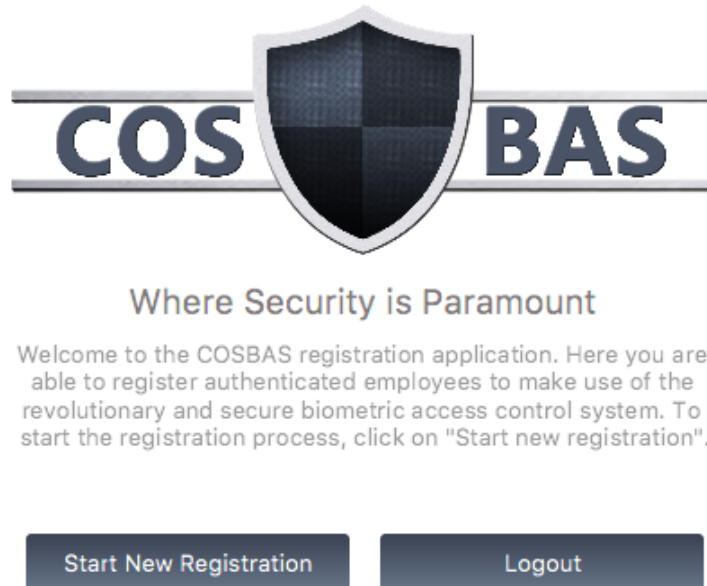 COS BAS
Where Security is Paramount
Welcome to the COSBAS registration application. Here you are
able to register authenticated employees to make use of the
revolutionary and secure biometric access control system. To
start the registration process, click on "Start new registration".
Start New Registration Logout